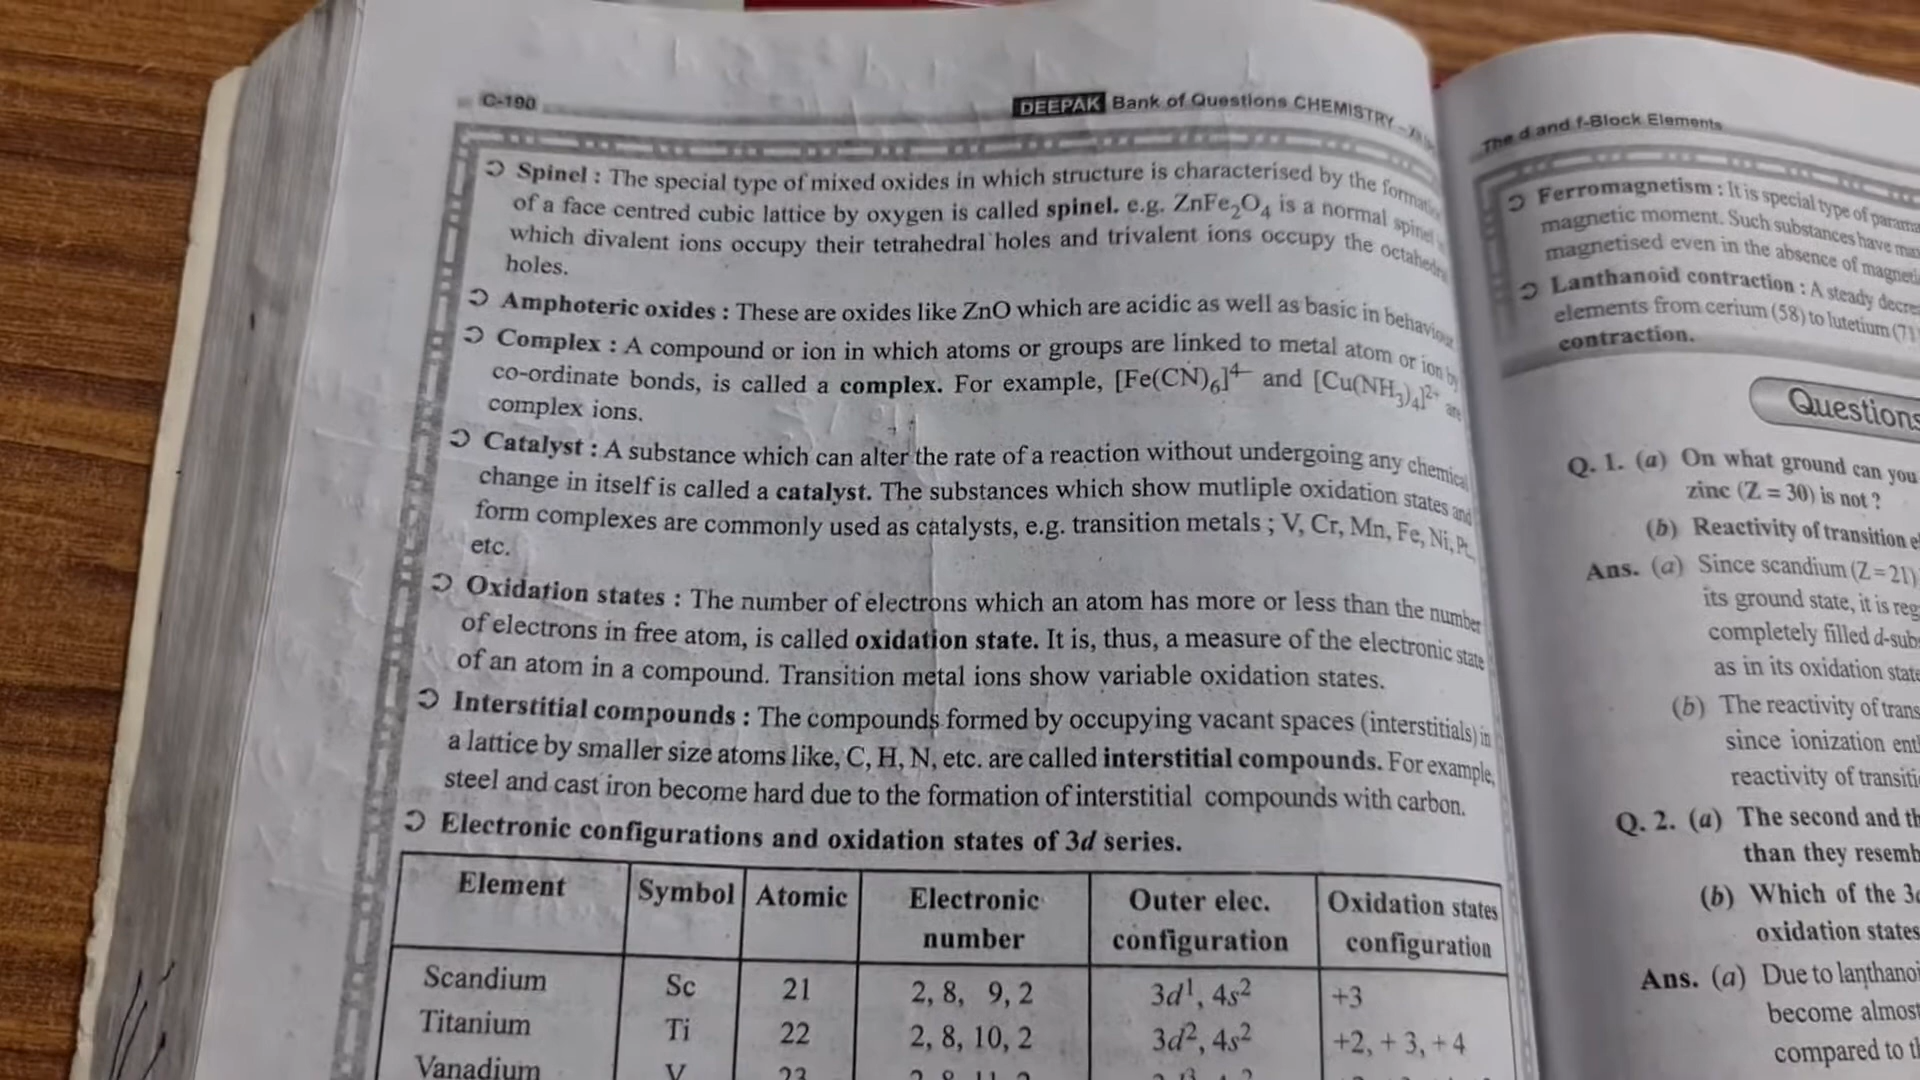 C-190
DEEPAK Bank of Questions CHEMISTRY
Spinel : The special type of mixed oxides in which structure is characterised by the
of a face centred cubic lattice by oxygen is called spinel. e.g. ZnFe₂O₄ is a normal spinel
which divalent ions occupy their tetrahedral holes and trivalent ions occupy the
holes.
Amphoteric oxides : These are oxides like ZnO which are acidic as well as basic in behaviour
Complex : A compound or ion in which atoms or groups are linked to metal atom or ion by
co-ordinate bonds, is called a complex. For example, [Fe(CN)₆]⁴⁻ and [Cu(NH₃)₄]²⁺ are
complex ions.
Catalyst : A substance which can alter the rate of a reaction without undergoing any chemical
change in itself is called a catalyst. The substances which show mutliple oxidation states and
form complexes are commonly used as catalysts, e.g. transition metals ; V, Cr, Mn, Fe, Ni, Pt,
etc.
Oxidation states : The number of electrons which an atom has more or less than the number
of electrons in free atom, is called oxidation state. It is, thus, a measure of the electronic state
of an atom in a compound. Transition metal ions show variable oxidation states.
Interstitial compounds : The compounds formed by occupying vacant spaces (interstitials) in
a lattice by smaller size atoms like, C, H, N, etc. are called interstitial compounds. For example,
steel and cast iron become hard due to the formation of interstitial compounds with carbon.
Electronic configurations and oxidation states of 3d series.
Element Symbol Atomic Electronic number Outer elec. configuration Oxidation states configuration
Scandium Sc 21 2, 8, 9, 2 3d¹, 4s² +3
Titanium Ti 22 2, 8, 10, 2 3d², 4s² +2, + 3, + 4
Vanadium V 23
The d and f-Block Elements
Ferromagnetism : It is special type of
magnetic moment. Such substances have
magnetised even in the absence of
Lanthanoid contraction : A steady
elements from cerium (58) to lutetium (71)
contraction.
Questions
Q. 1. (a) On what ground can you
zinc (Z = 30) is not ?
(b) Reactivity of transition
Ans. (a) Since scandium (Z = 21)
its ground state, it is
completely filled
as in its oxidation
(b) The reactivity of
since ionization
reactivity of
Q. 2. (a) The second and
than they
(b) Which of the
oxidation states
Ans. (a) Due to
become
compared to